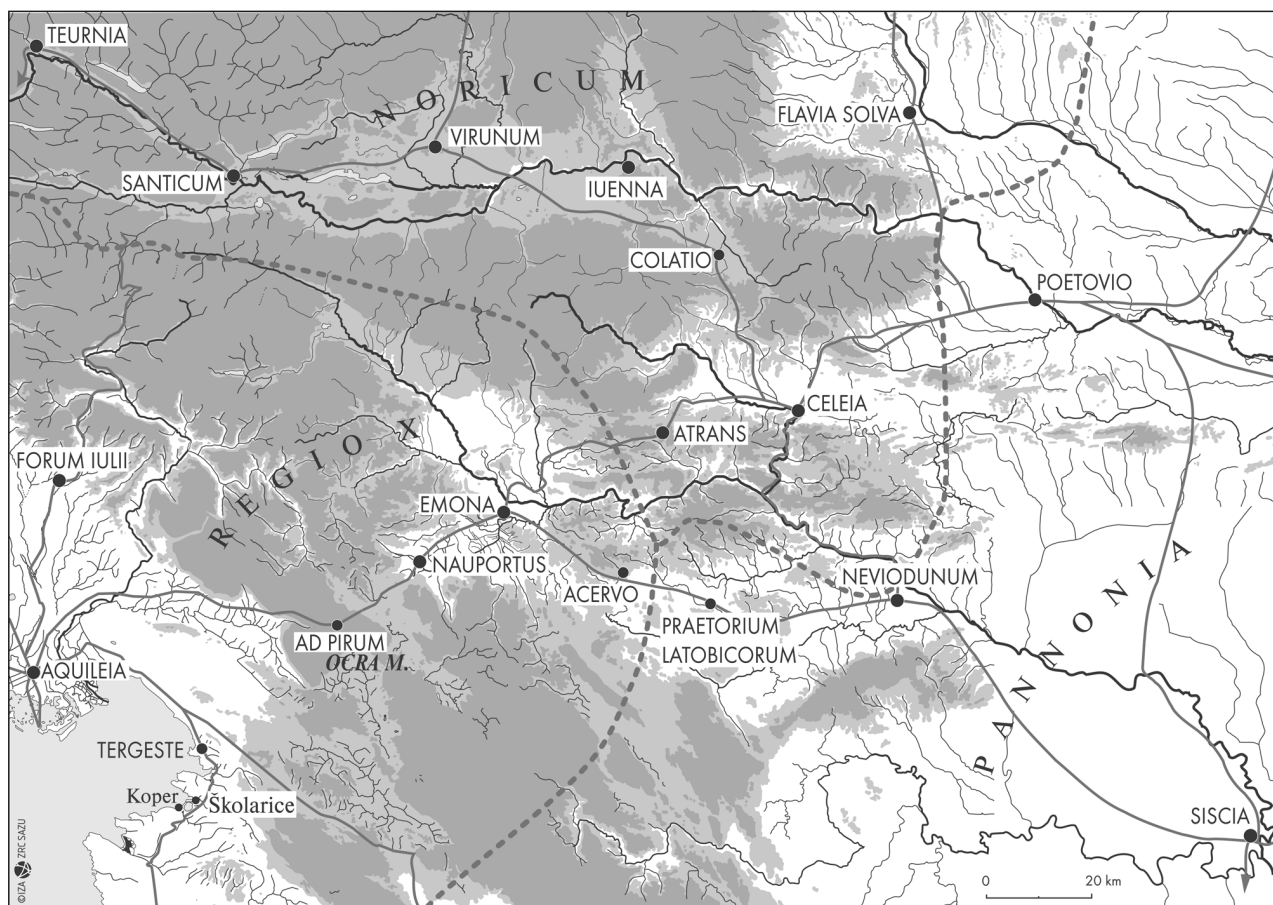 TEURNIA
NORICUM
VIRUNUM
FLAVIA SOLVA
SANTICUM
IUENNA
COLATIO
POETOVIO
CELEIA
ATRANS
REGIO X
FORUM IULII
EMONA
NAUPORTUS
ACERVO
NEVIODUNUM
PRAETORIUM
LATOBICORUM
PANNONIA
AD PIRUM
OCRA M.
AQUILEIA
TERGESTE
Koper
Školarice
SISCIA
0 20 km
©IZA ZRC SAZU